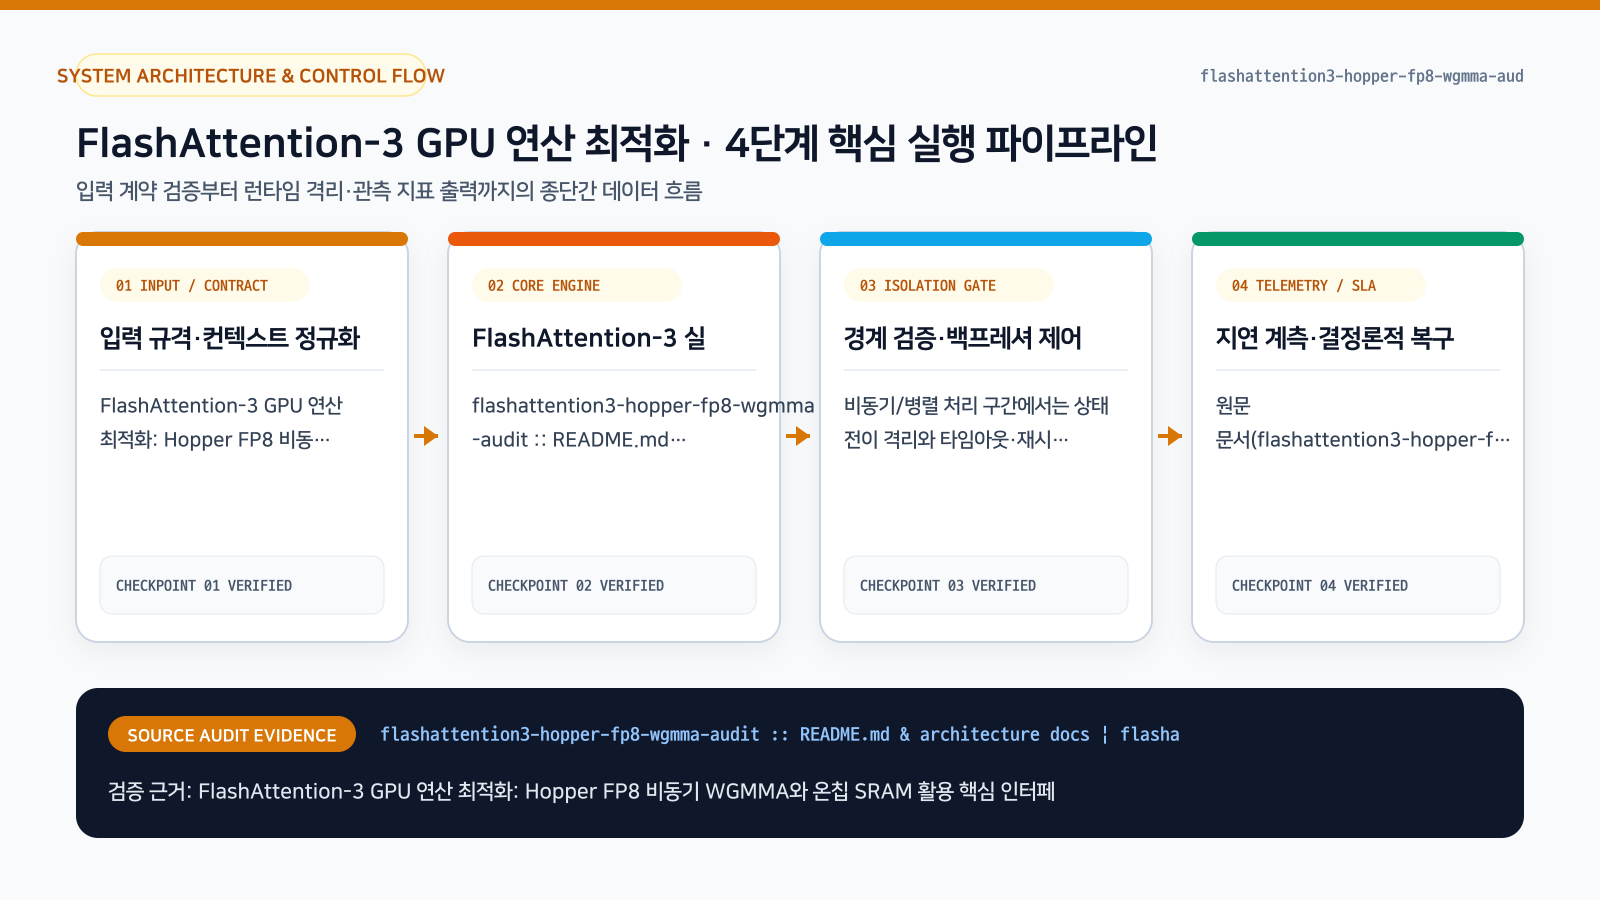 SYSTEM ARCHITECTURE & CONTROL FLOW
flashattention3-hopper-fp8-wgmma-aud
FlashAttention-3 GPU 연산 최적화 · 4단계 핵심 실행 파이프라인
입력 계약 검증부터 런타임 격리·관측 지표 출력까지의 종단간 데이터 흐름
01 INPUT / CONTRACT
입력 규격·컨텍스트 정규화
FlashAttention-3 GPU 연산
최적화: Hopper FP8 비동…
CHECKPOINT 01 VERIFIED
02 CORE ENGINE
FlashAttention-3 실
flashattention3-hopper-fp8-wgmma
-audit :: README.md…
CHECKPOINT 02 VERIFIED
03 ISOLATION GATE
경계 검증·백프레셔 제어
비동기/병렬 처리 구간에서는 상태
전이 격리와 타임아웃·재시…
CHECKPOINT 03 VERIFIED
04 TELEMETRY / SLA
지연 계측·결정론적 복구
원문
문서(flashattention3-hopper-f…
CHECKPOINT 04 VERIFIED
SOURCE AUDIT EVIDENCE
flashattention3-hopper-fp8-wgmma-audit :: README.md & architecture docs | flasha
검증 근거: FlashAttention-3 GPU 연산 최적화: Hopper FP8 비동기 WGMMA와 온칩 SRAM 활용 핵심 인터페